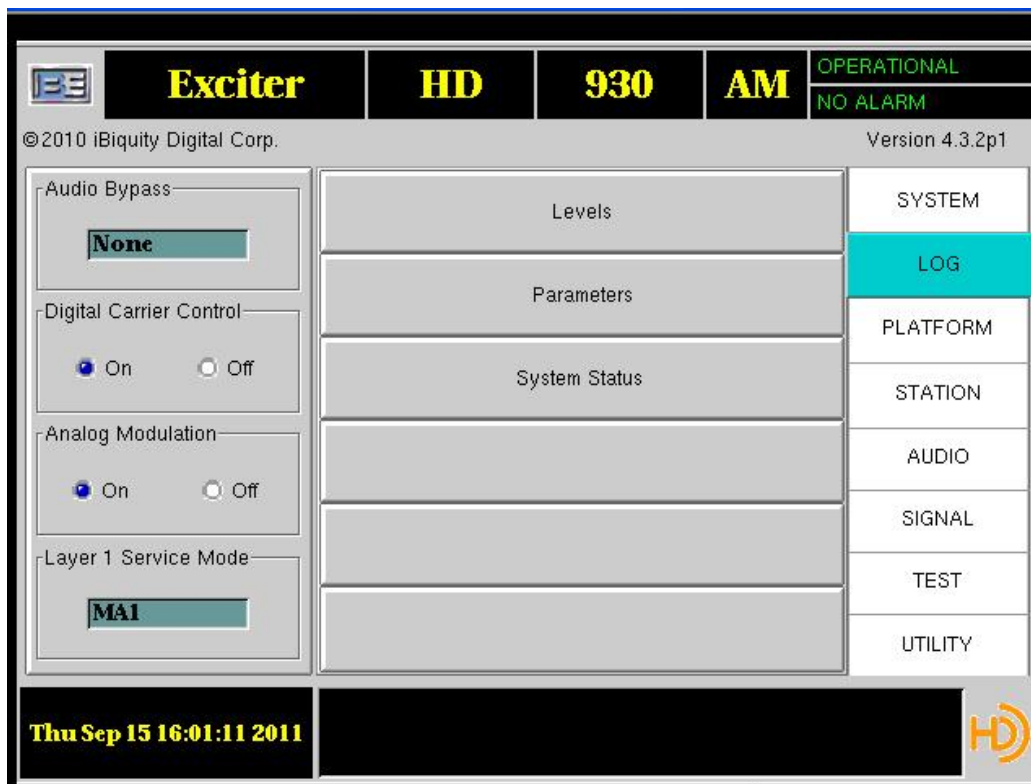 IBE
Exciter
HD
930
AM
OPERATIONAL
NO ALARM
©2010 iBiquity Digital Corp.
Version 4.3.2p1
Audio Bypass
None
Digital Carrier Control
On
Off
Analog Modulation
On
Off
Layer 1 Service Mode
MA1
Levels
Parameters
System Status
SYSTEM
LOG
PLATFORM
STATION
AUDIO
SIGNAL
TEST
UTILITY
Thu Sep 15 16:01:11 2011
HD